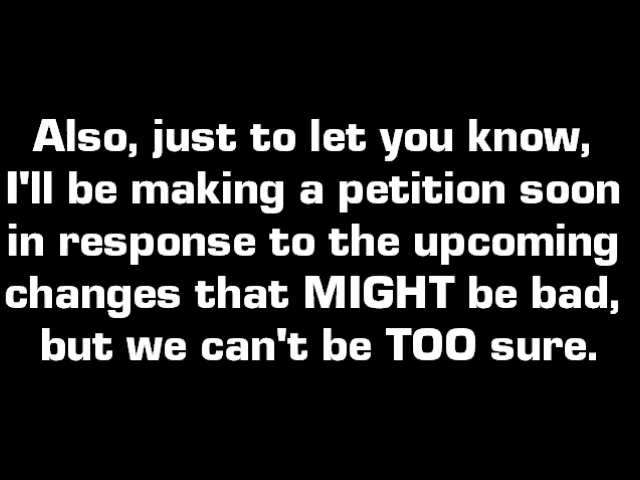 Also, just to let you know,
I'll be making a petition soon
in response to the upcoming
changes that MIGHT be bad,
but we can't be TOO sure.